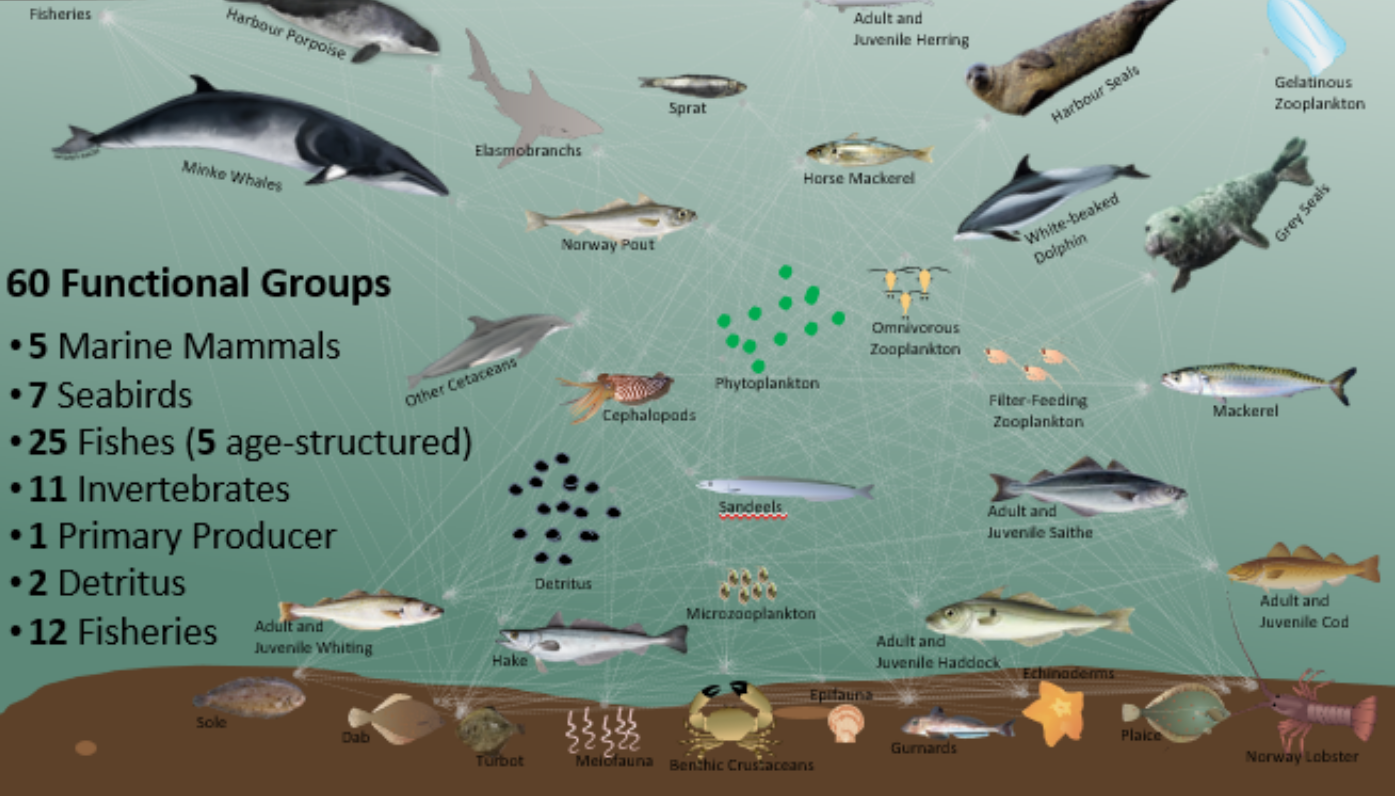 Fisheries
Harbour Porpoise
Adult and
Juvenile Herring
Harbour Seals
Gelatinous
Zooplankton
Sprat
Elasmobranchs
Minke Whales
Horse Mackerel
White-beaked
Dolphin
Grey Seals
Norway Pout
60 Functional Groups
• 5 Marine Mammals
• 7 Seabirds
• 25 Fishes (5 age-structured)
• 11 Invertebrates
• 1 Primary Producer
• 2 Detritus
• 12 Fisheries
Omnivorous
Zooplankton
Other Cetaceans
Phytoplankton
Cephalopods
Filter-Feeding
Zooplankton
Mackerel
Sandeels
Adult and
Juvenile Saithe
Detritus
Microzooplankton
Adult and
Juvenile Cod
Adult and
Juvenile Whiting
Hake
Adult and
Juvenile Haddock
Echinoderms
Epifauna
Sole
Dab
Turbot
Meiofauna
Benthic Crustaceans
Gurnards
Plaice
Norway Lobster